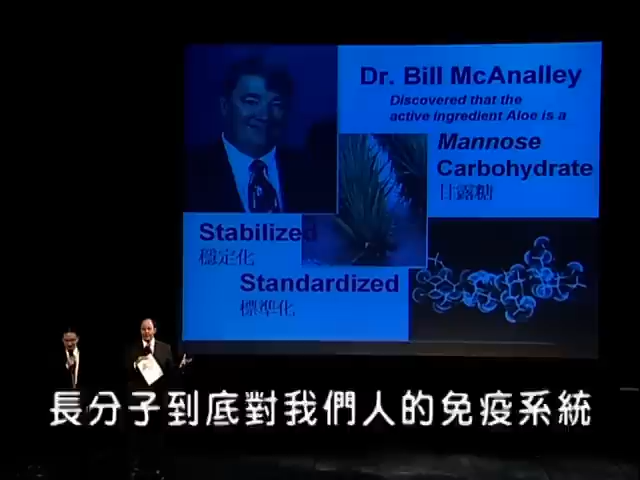 Dr. Bill McAnalley
Discovered that the
active ingredient Aloe is a
Mannose
Carbohydrate
甘露糖
Stabilized
穩定化
Standardized
標準化
長分子到底對我們人的免疫系統